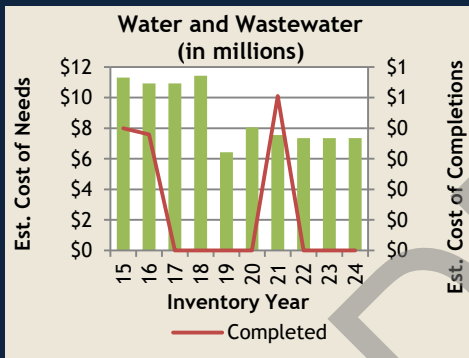 Water and Wastewater
(in millions)
Est. Cost of Needs
$12
$10
$8
$6
$4
$2
$0
$1
$1
$0
$0
$0
$0
$0
Est. Cost of Completions
15 16 17 18 19 20 21 22 23 24
Inventory Year
Completed